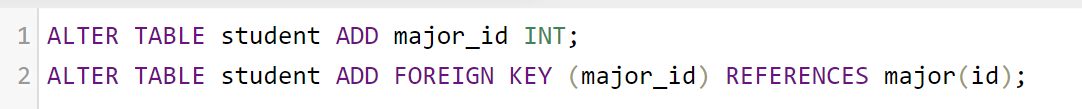 1 ALTER TABLE student ADD major_id INT;
2 ALTER TABLE student ADD FOREIGN KEY (major_id) REFERENCES major(id);